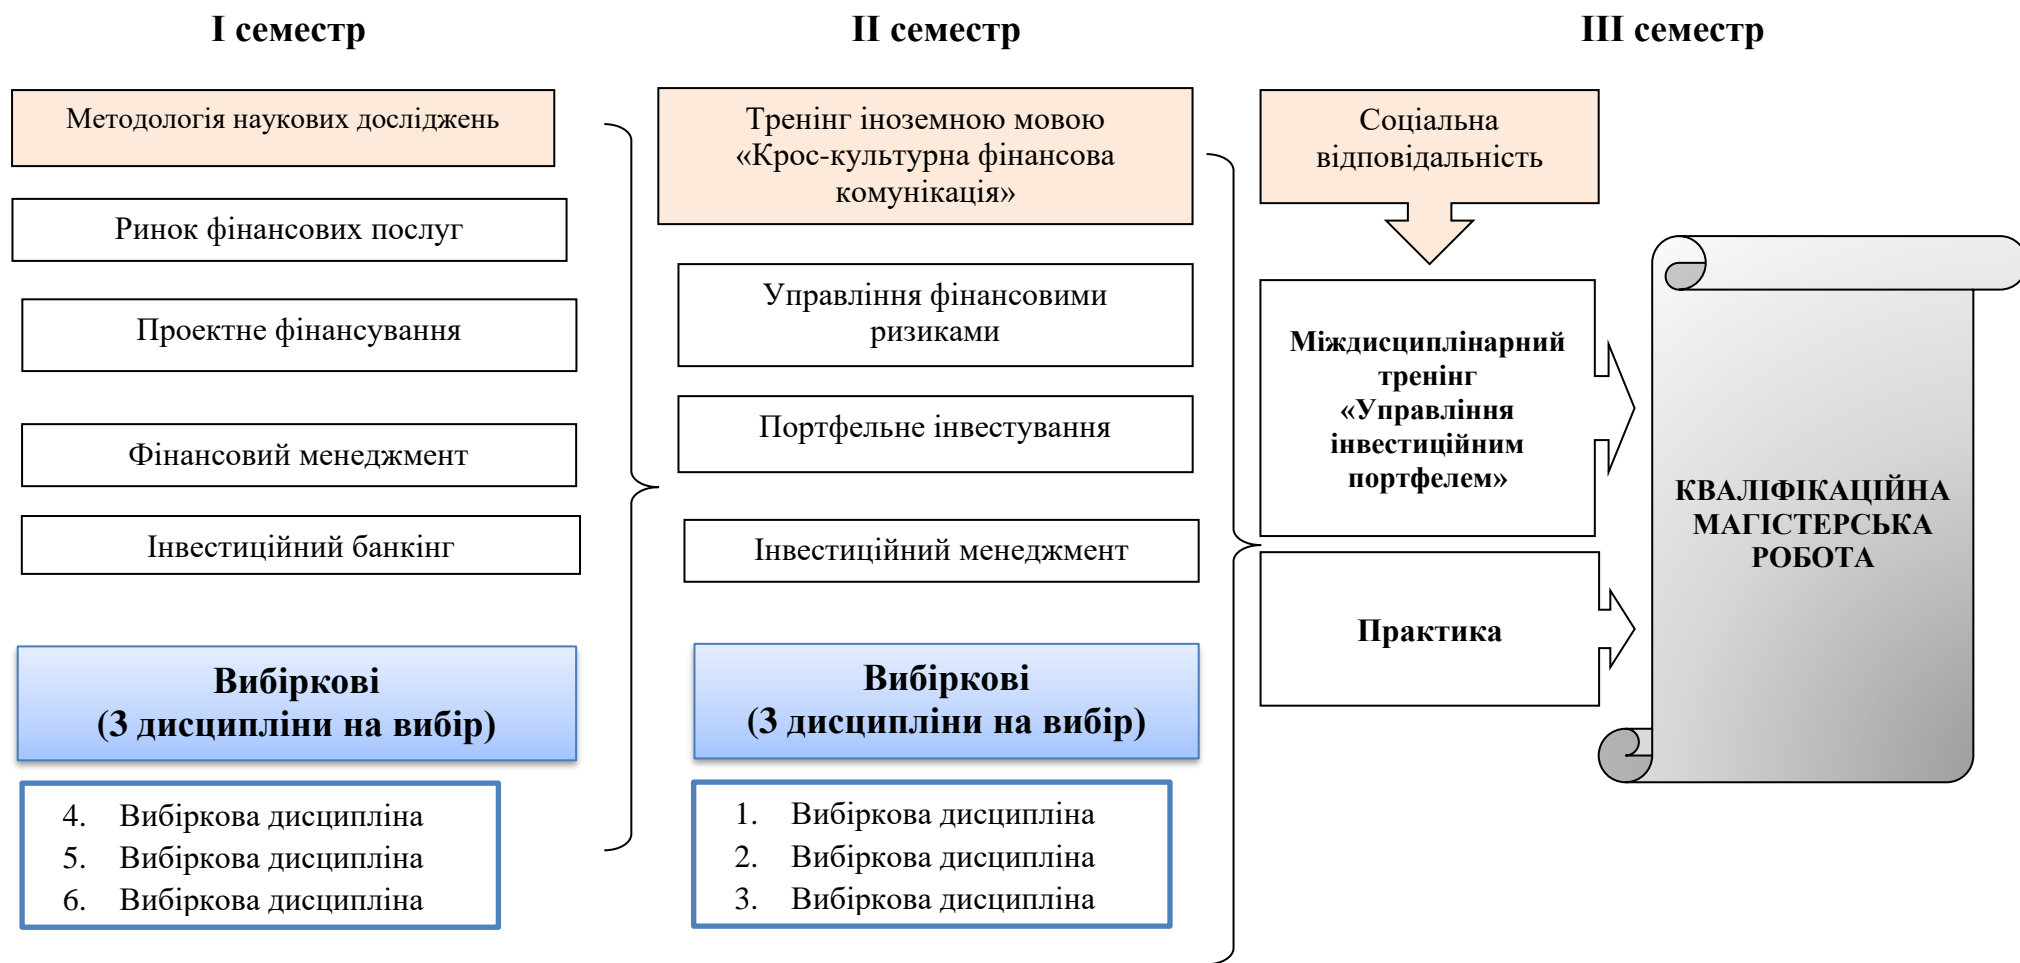 I семестр
Методологія наукових досліджень
Ринок фінансових послуг
Проектне фінансування
Фінансовий менеджмент
Інвестиційний банкінг
Вибіркові
(3 дисципліни на вибір)
4. Вибіркова дисципліна
5. Вибіркова дисципліна
6. Вибіркова дисципліна
II семестр
Тренінг іноземною мовою
«Крос-культурна фінансова
комунікація»
Управління фінансовими
ризиками
Портфельне інвестування
Інвестиційний менеджмент
Вибіркові
(3 дисципліни на вибір)
1. Вибіркова дисципліна
2. Вибіркова дисципліна
3. Вибіркова дисципліна
III семестр
Соціальна
відповідальність
Міждисциплінарний
тренінг
«Управління
інвестиційним
портфелем»
Практика
КВАЛІФІКАЦІЙНА
МАГІСТЕРСЬКА
РОБОТА